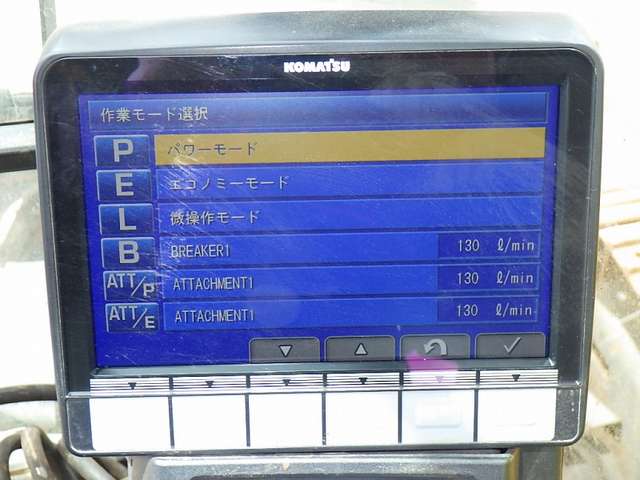 KOMATSU
作業モード選択
P パワーモード
E エコノミーモード
L 微操作モード
B BREAKER1 130 ℓ/min
ATT/P ATTACHMENT1 130 ℓ/min
ATT/E ATTACHMENT1 130 ℓ/min